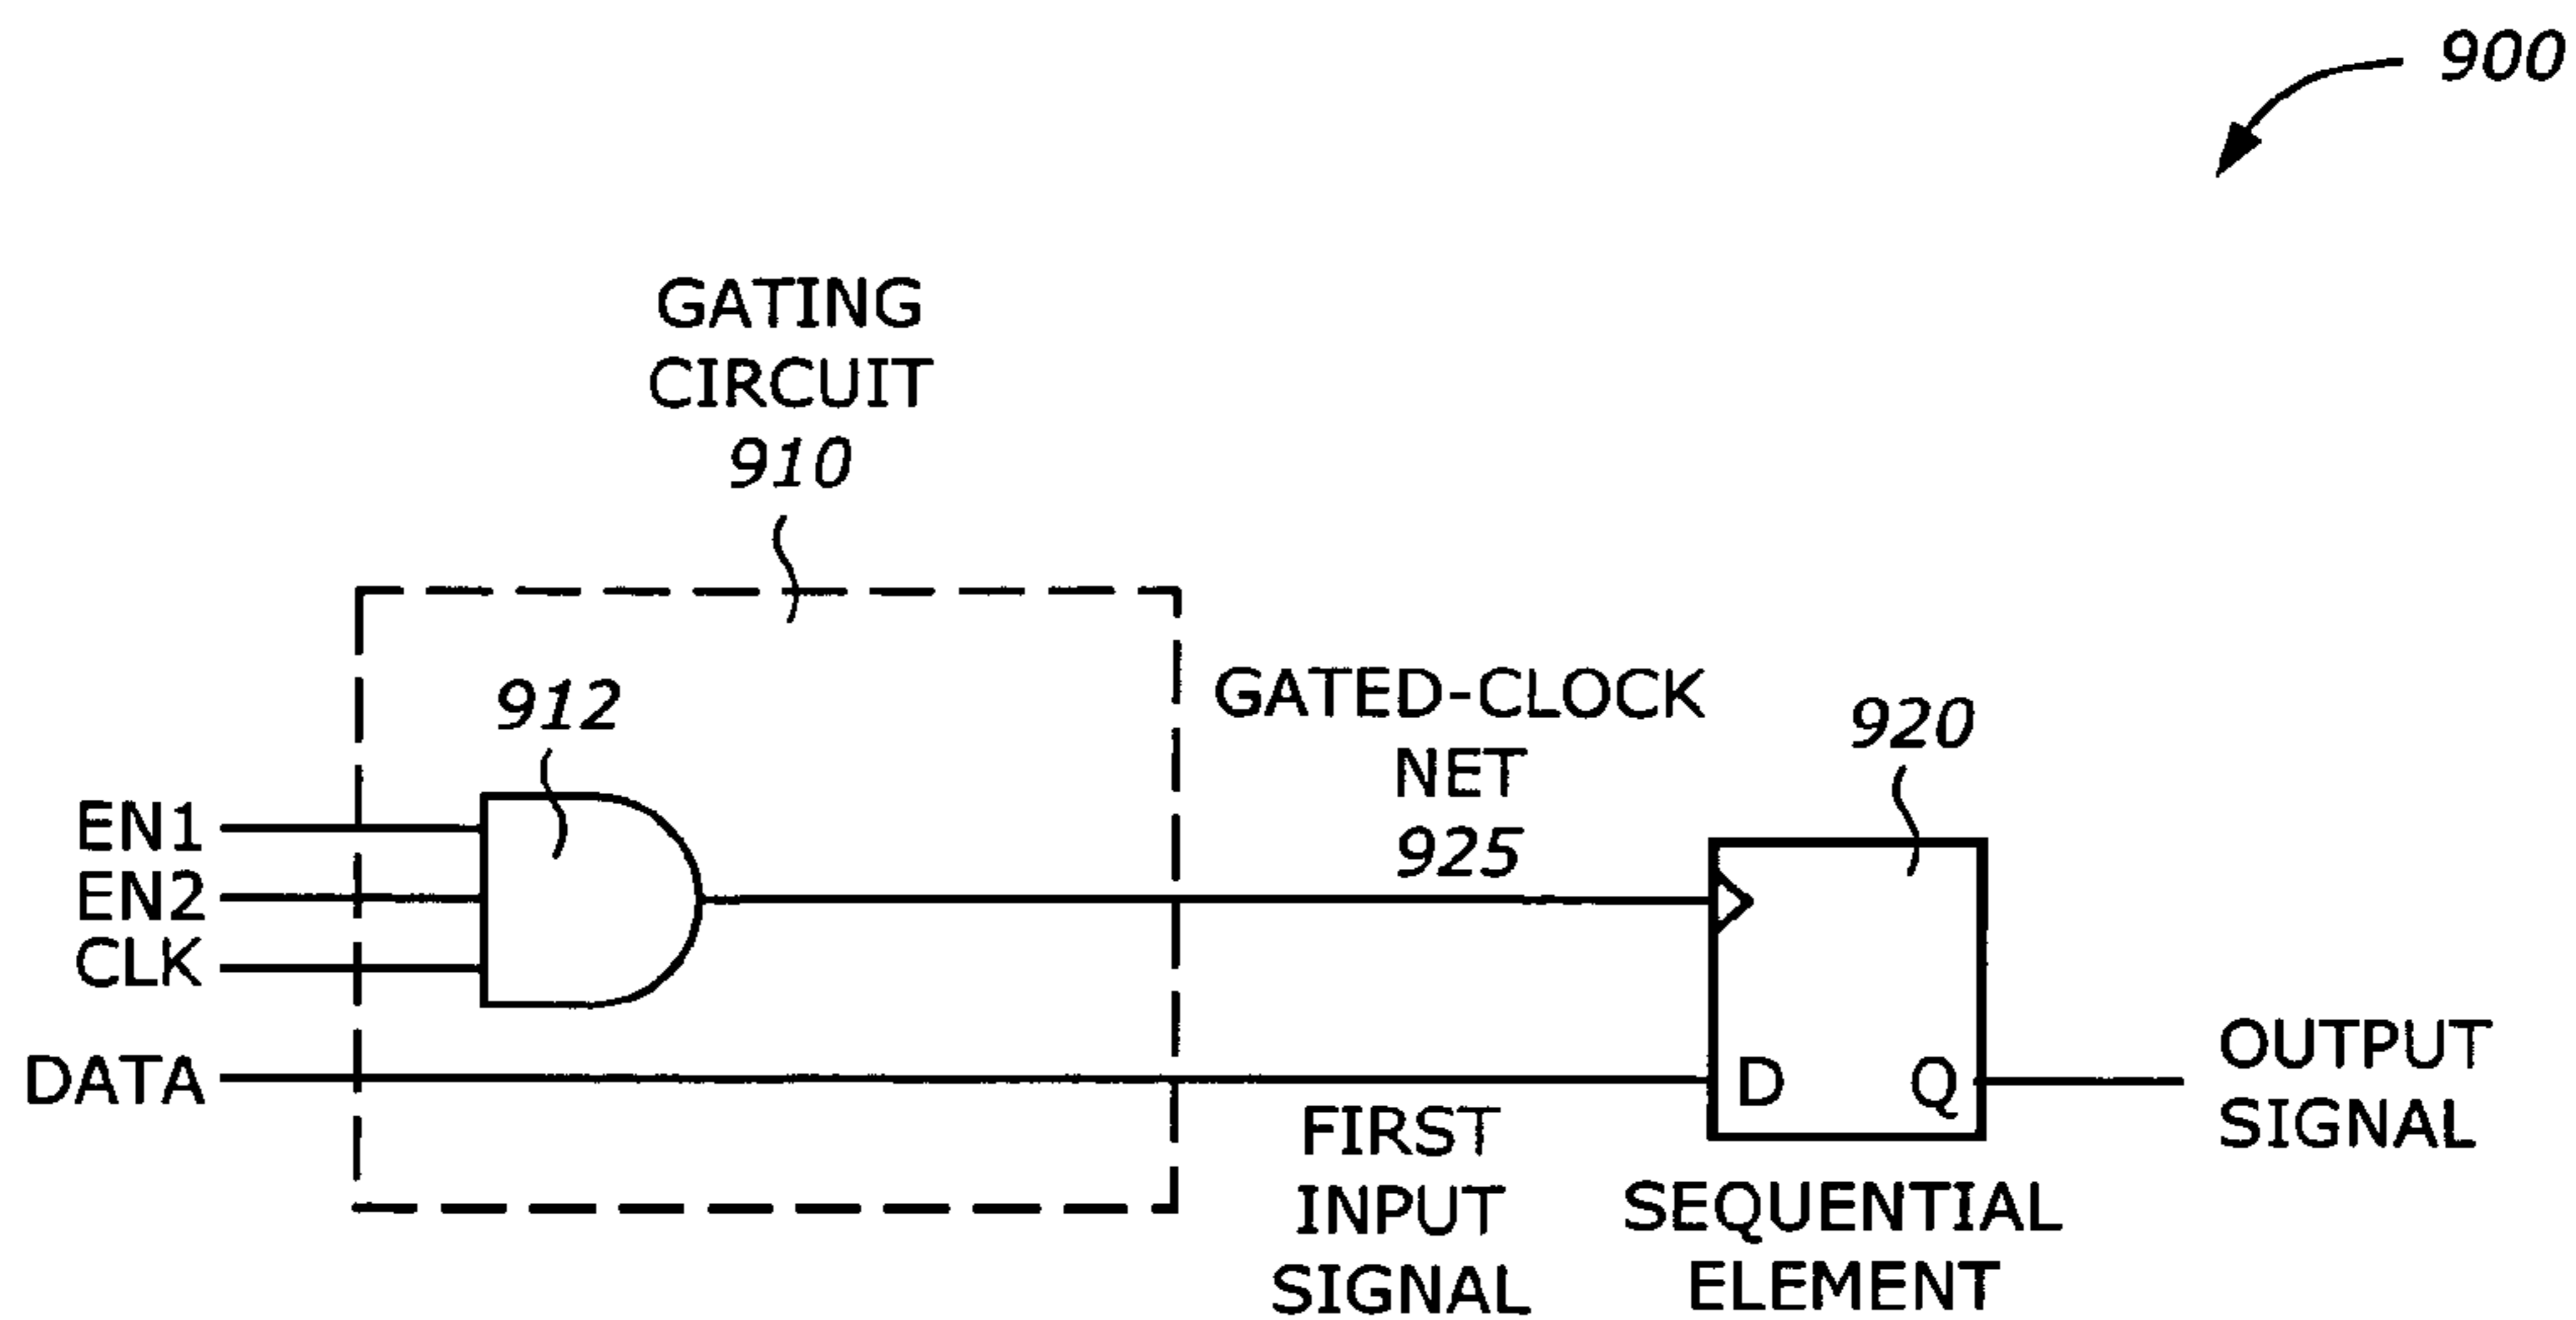 900
GATING
CIRCUIT
910
912
GATED-CLOCK
NET
925
920
EN1
EN2
CLK
DATA
D
Q
OUTPUT
SIGNAL
FIRST
INPUT
SIGNAL
SEQUENTIAL
ELEMENT